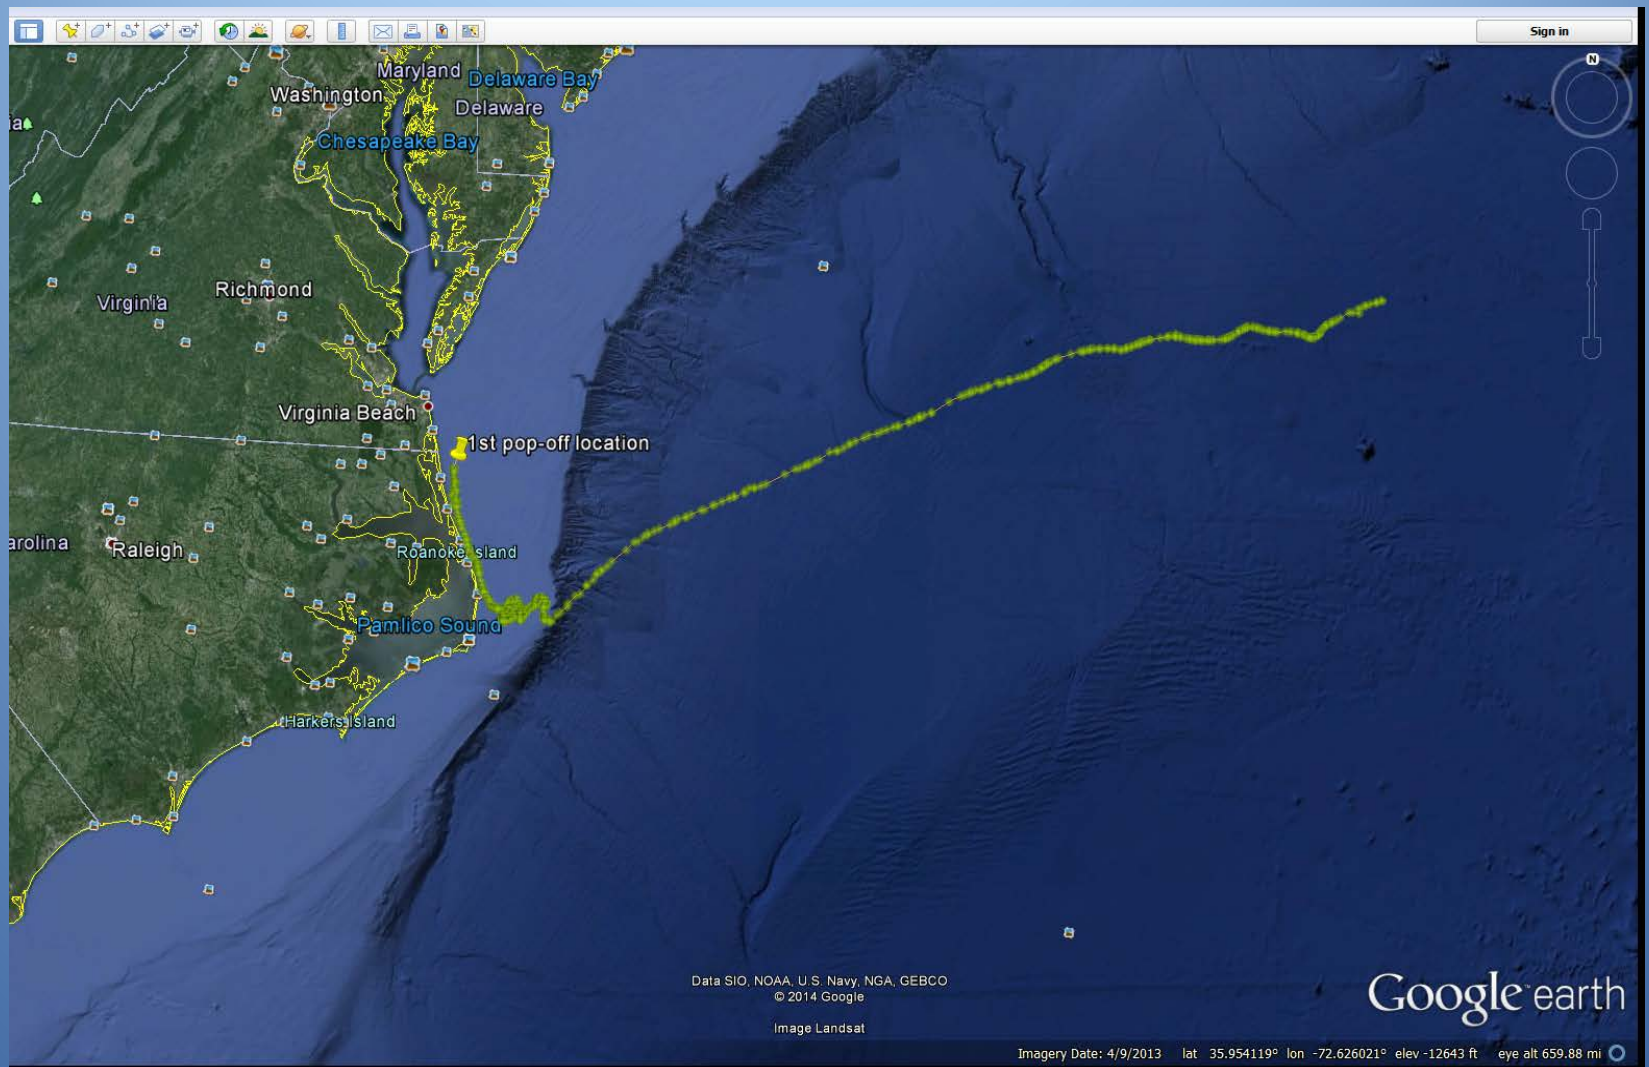 Sign in
N
Maryland
Delaware Bay
Washington
Delaware
ia
Chesapeake Bay
Virginia
Richmond
Virginia Beach
1st pop-off location
arolina
Raleigh
Roanoke Island
Pamlico Sound
Harkers Island
Data SIO, NOAA, U.S. Navy, NGA, GEBCO
© 2014 Google
Image Landsat
Google earth
Imagery Date: 4/9/2013 lat 35.954119° lon -72.626021° elev -12643 ft eye alt 659.88 mi